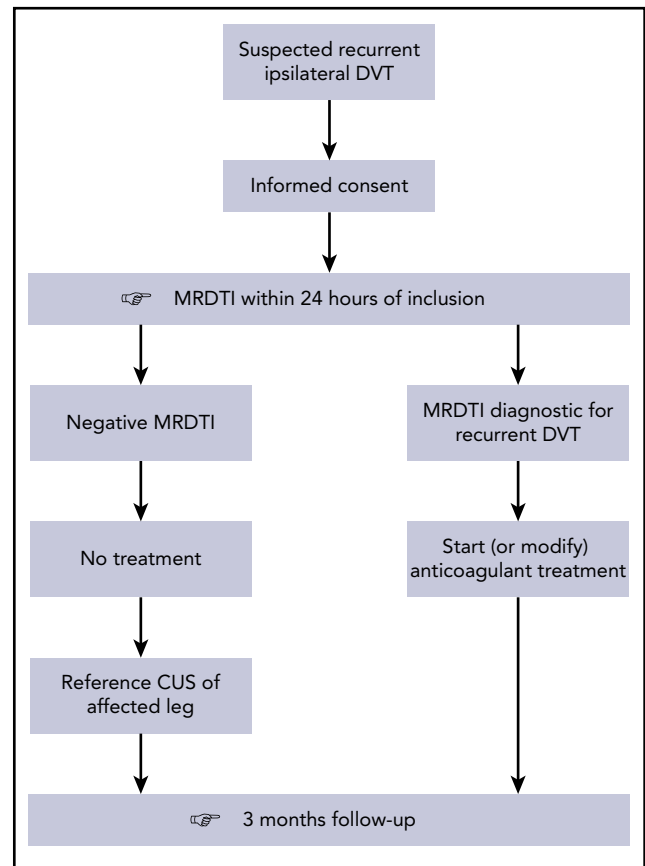 Suspected recurrent
ipsilateral DVT
Informed consent
☞ MRDTI within 24 hours of inclusion
Negative MRDTI
MRDTI diagnostic for
recurrent DVT
No treatment
Start (or modify)
anticoagulant treatment
Reference CUS of
affected leg
☞ 3 months follow-up